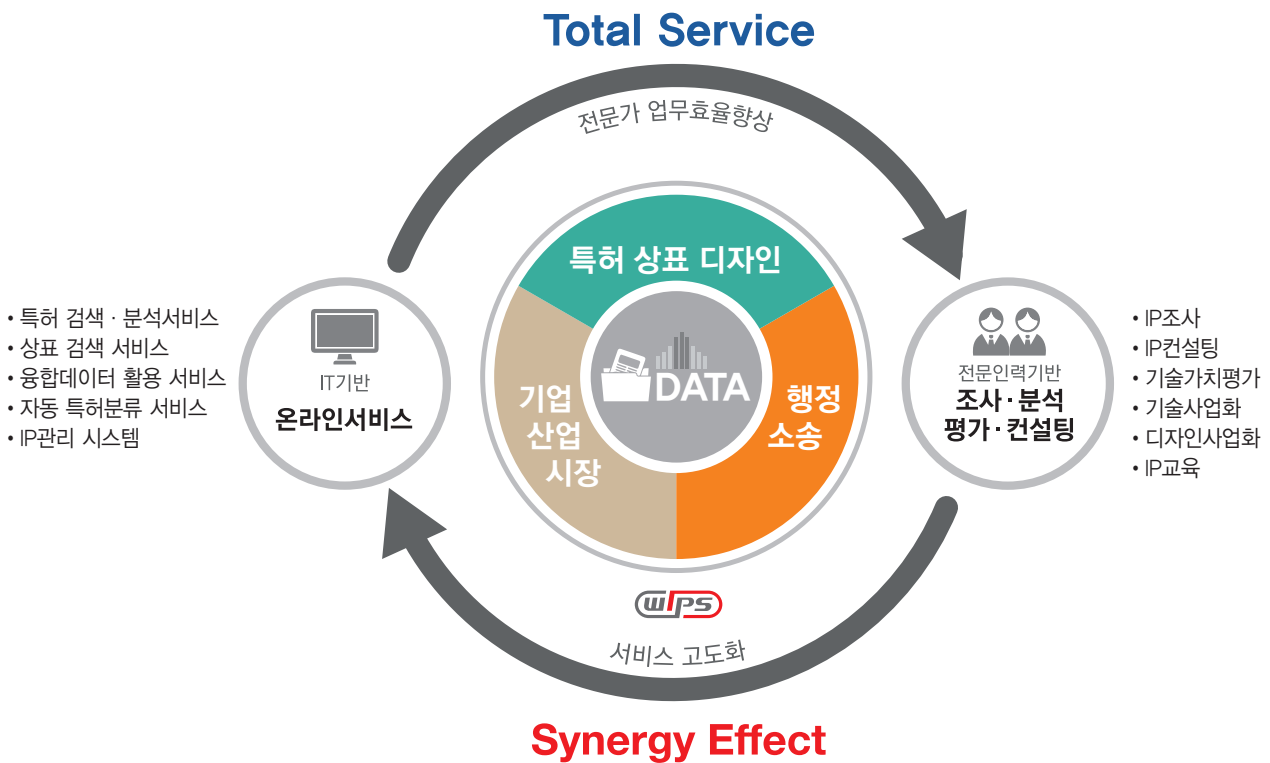 Total Service
전문가 업무효율향상
• 특허 검색 · 분석서비스
• 상표 검색 서비스
• 융합데이터 활용 서비스
• 자동 특허분류 서비스
• IP관리 시스템
IT기반
온라인서비스
특허 상표 디자인
기업
산업
시장
DATA
행정
소송
전문인력기반
조사 · 분석
평가 · 컨설팅
• IP조사
• IP컨설팅
• 기술가치평가
• 기술사업화
• 디자인사업화
• IP교육
wips
서비스 고도화
Synergy Effect